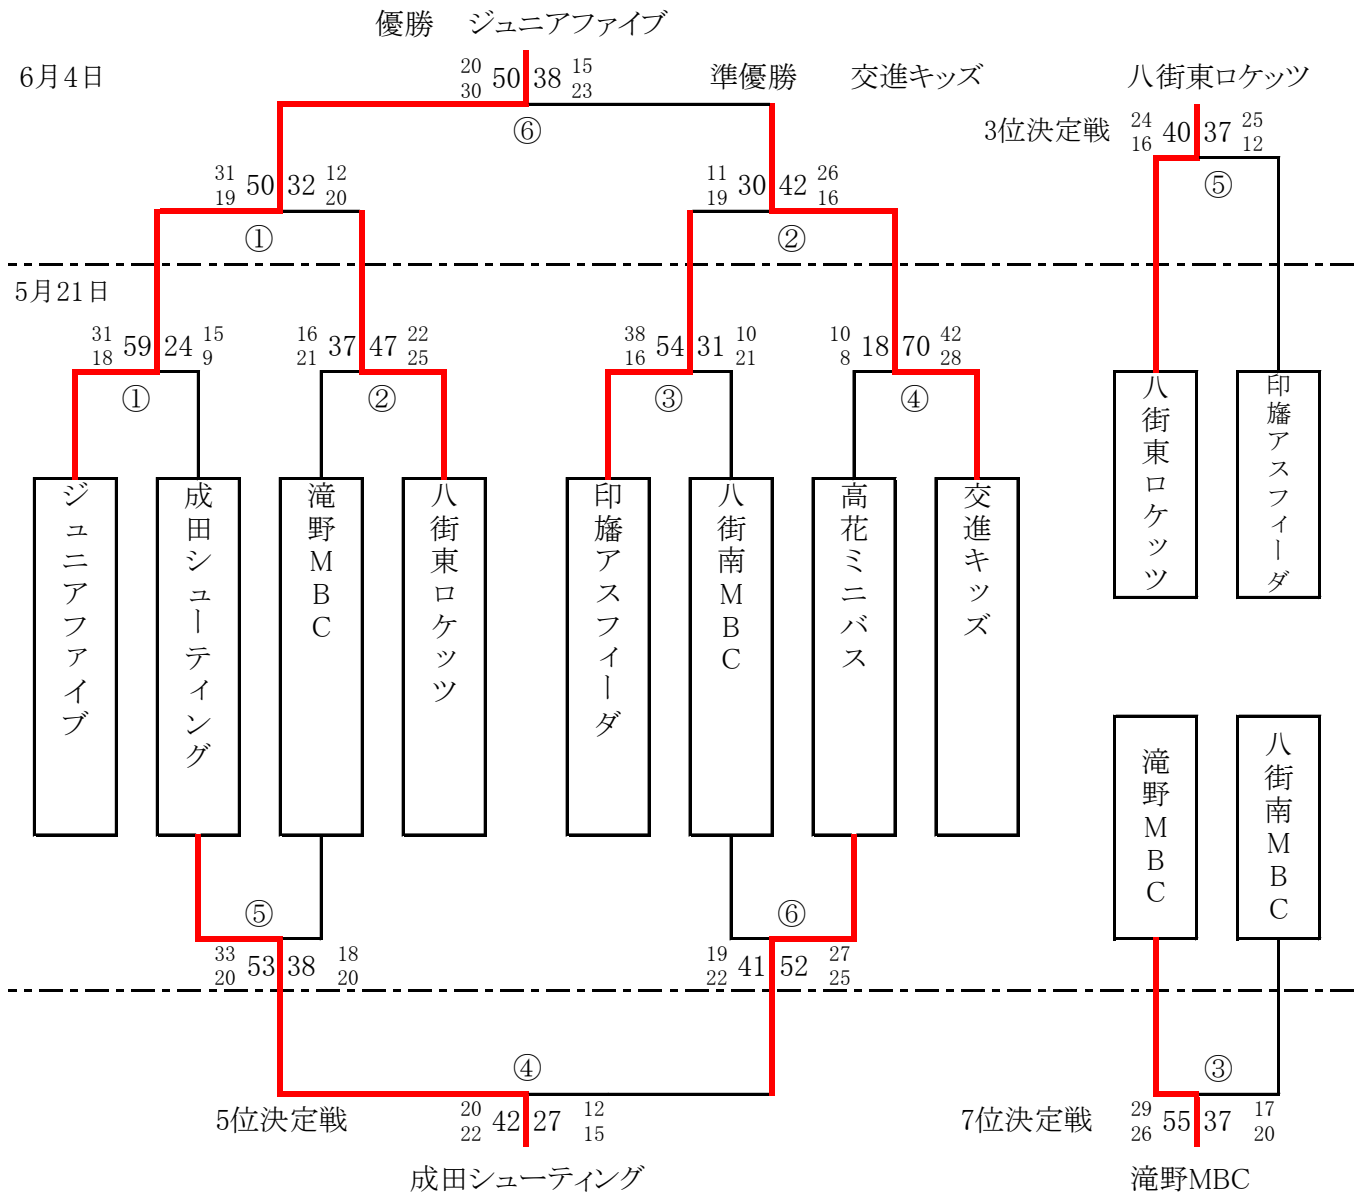 優勝 ジュニアファイブ
6月4日
20 50 38 15
30 23
準優勝 交進キッズ
八街東ロケッツ
⑥
3位決定戦
24 40 37 25
16 12
⑤
31 50 32 12
19 20
①
11 30 42 26
19 16
②
5月21日
31 59 24 15
18 9
①
16 37 47 22
21 25
②
38 54 31 10
16 21
③
10 18 70 42
8 28
④
八街東ロケッツ
印旛アスフィーダ
ジュニアファイブ
成田シューティング
滝野MBC
八街東ロケッツ
印旛アスフィーダ
八街南MBC
高花ミニバス
交進キッズ
滝野MBC
八街南MBC
⑤
33 53 38 18
20 20
⑥
19 41 52 27
22 25
④
5位決定戦
20 42 27 12
22 15
成田シューティング
③
7位決定戦
29 55 37 17
26 20
滝野MBC